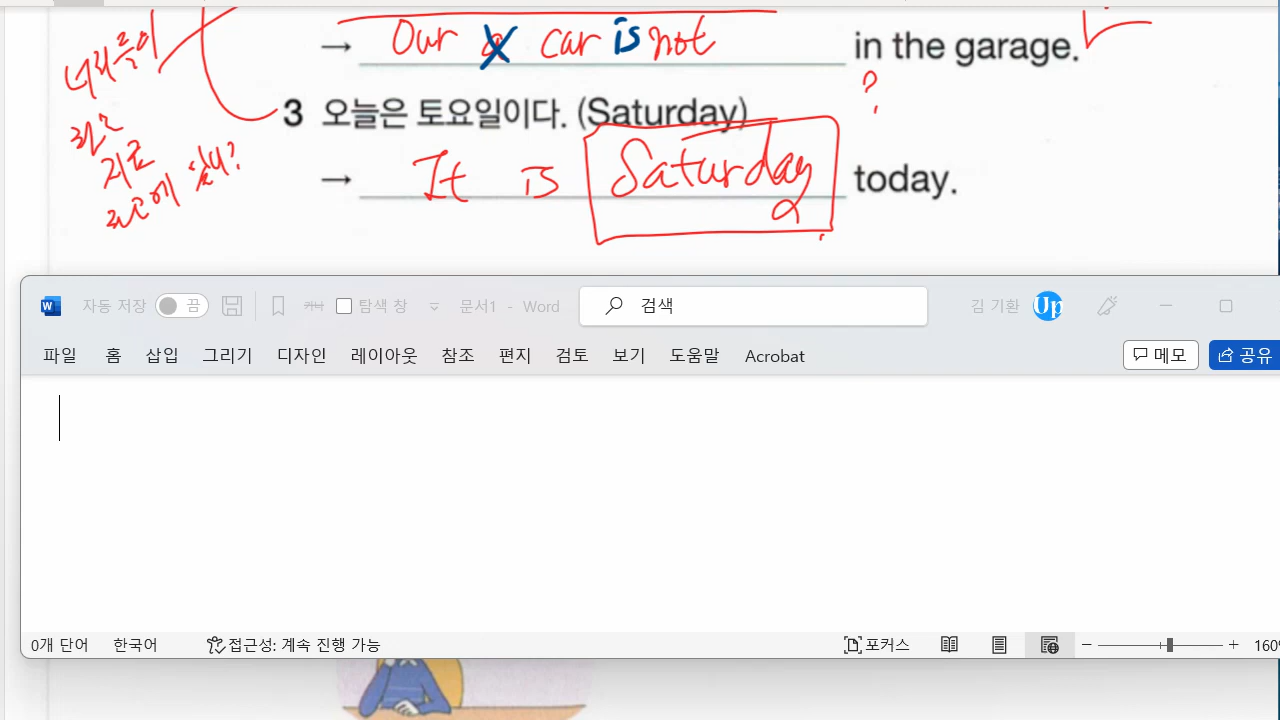 → Our a car is not in the garage.
?
3 오늘은 토요일이다. (Saturday)
→ It is Saturday today.
자동 저장 끔 탐색 창 문서1 - Word 검색 김 기환 Up
파일 홈 삽입 그리기 디자인 레이아웃 참조 편지 검토 보기 도움말 Acrobat 메모 공유
0개 단어 한국어 접근성: 계속 진행 가능 포커스 160%